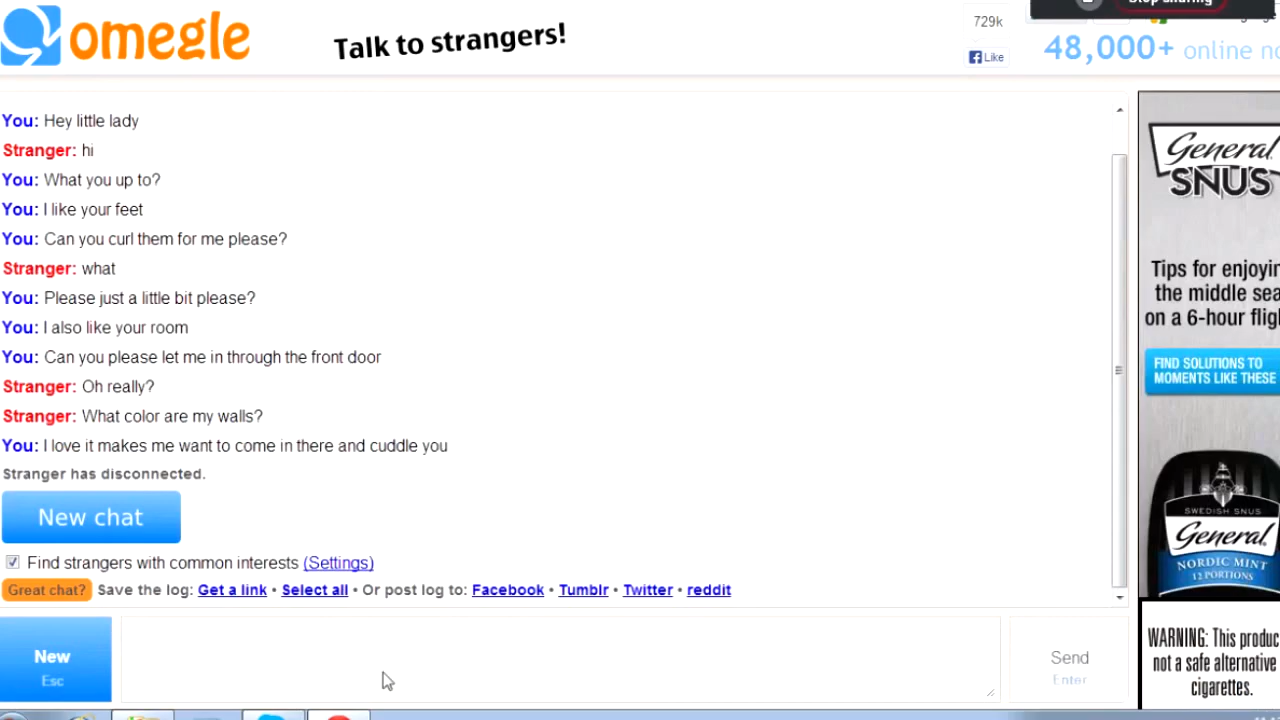 Stop sharing
omegle
Talk to strangers!
729k
Like
48,000+ online
You: Hey little lady
Stranger: hi
You: What you up to?
You: I like your feet
You: Can you curl them for me please?
Stranger: what
You: Please just a little bit please?
You: I also like your room
You: Can you please let me in through the front door
Stranger: Oh really?
Stranger: What color are my walls?
You: I love it makes me want to come in there and cuddle you
Stranger has disconnected.
New chat
Find strangers with common interests (Settings)
Great chat? Save the log: Get a link • Select all • Or post log to: Facebook • Tumblr • Twitter • reddit
New
Esc
Send
Enter
General
SNUS
Tips for
the middle
on a 6-hour
FIND SOLUTIONS TO
MOMENTS LIKE THESE
SWEDISH SNUS
General
NORDIC MINT
12 PORTIONS
WARNING: This
not a safe alternative
cigarettes.